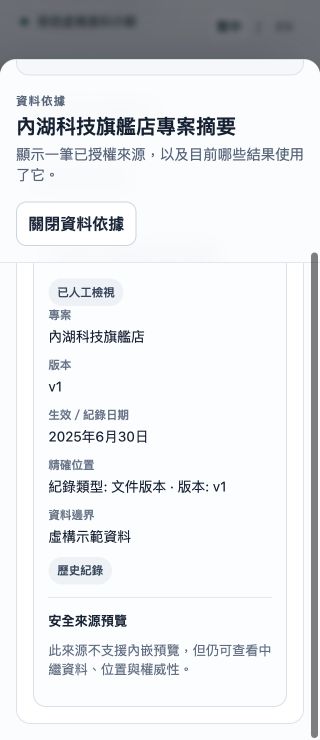 資料依據
內湖科技旗艦店專案摘要
顯示一筆已授權來源，以及目前哪些結果使用
了它。
關閉資料依據
已人工檢視
專案
內湖科技旗艦店
版本
v1
生效 / 紀錄日期
2025年6月30日
精確位置
紀錄類型: 文件版本 · 版本: v1
資料邊界
虛構示範資料
歷史紀錄
安全來源預覽
此來源不支援內嵌預覽，但仍可查看中
繼資料、位置與權威性。